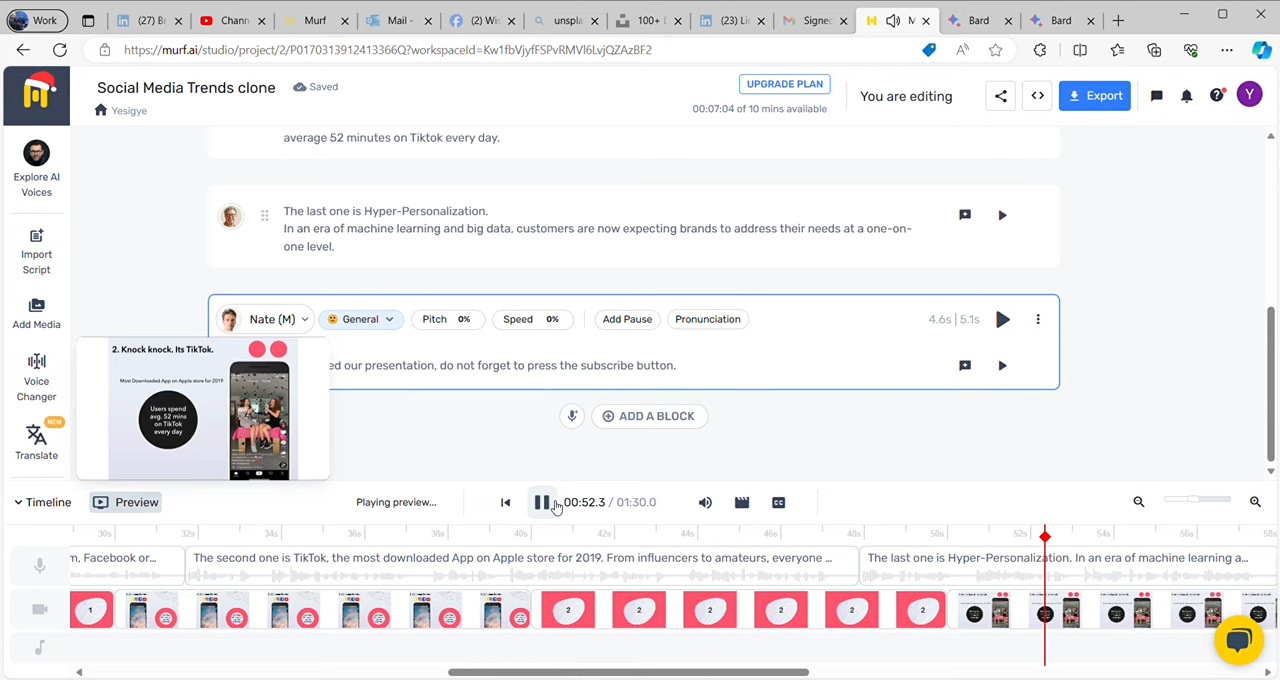 Work
(27) B
Chann
Murf
Mail -
(2) Wi
unspla
100+ D
(23) Li
Signed
M
Bard
Bard
https://murf.ai/studio/project/2/P0170313912413366Q?workspaceId=Kw1fbVjyfFSPvRMVl6LvjQZAzBF2
Social Media Trends clone
Saved
Yesigye
UPGRADE PLAN
00:07:04 of 10 mins available
You are editing
Export
Y
Explore AI
Voices
Import
Script
Add Media
Voice
Changer
NEW
Translate
average 52 minutes on Tiktok every day.
The last one is Hyper-Personalization.
In an era of machine learning and big data, customers are now expecting brands to address their needs at a one-on-
one level.
Nate (M)
General
Pitch 0%
Speed 0%
Add Pause
Pronunciation
4.6s | 5.1s
ed our presentation, do not forget to press the subscribe button.
ADD A BLOCK
2. Knock knock. Its TikTok.
Most Downloaded App on Apple store for 2019
Users spend
avg. 52 mins
on TikTok
every day
Timeline
Preview
Playing preview...
00:52.3 / 01:30.0
CC
30s 32s 34s 36s 38s 40s 42s 44s 46s 48s 50s 52s 54s 56s 58s
m, Facebook or...
The second one is TikTok, the most downloaded App on Apple store for 2019. From influencers to amateurs, everyone ...
The last one is Hyper-Personalization. In an era of machine learning a...
1
2
2
2
2
2
2